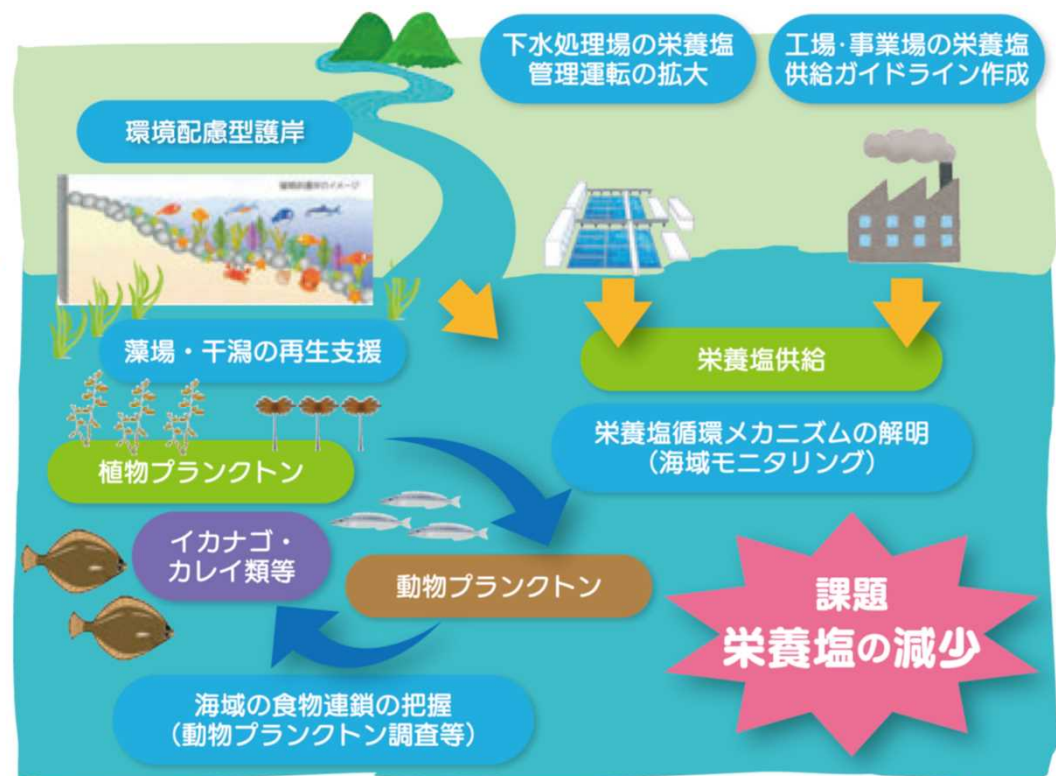 下水処理場の栄養塩
管理運転の拡大
工場・事業場の栄養塩
供給ガイドライン作成
環境配慮型護岸
藻場・干潟の再生支援
栄養塩供給
栄養塩循環メカニズムの解明
（海域モニタリング）
植物プランクトン
イカナゴ・
カレイ類等
動物プランクトン
課題
栄養塩の減少
海域の食物連鎖の把握
（動物プランクトン調査等）